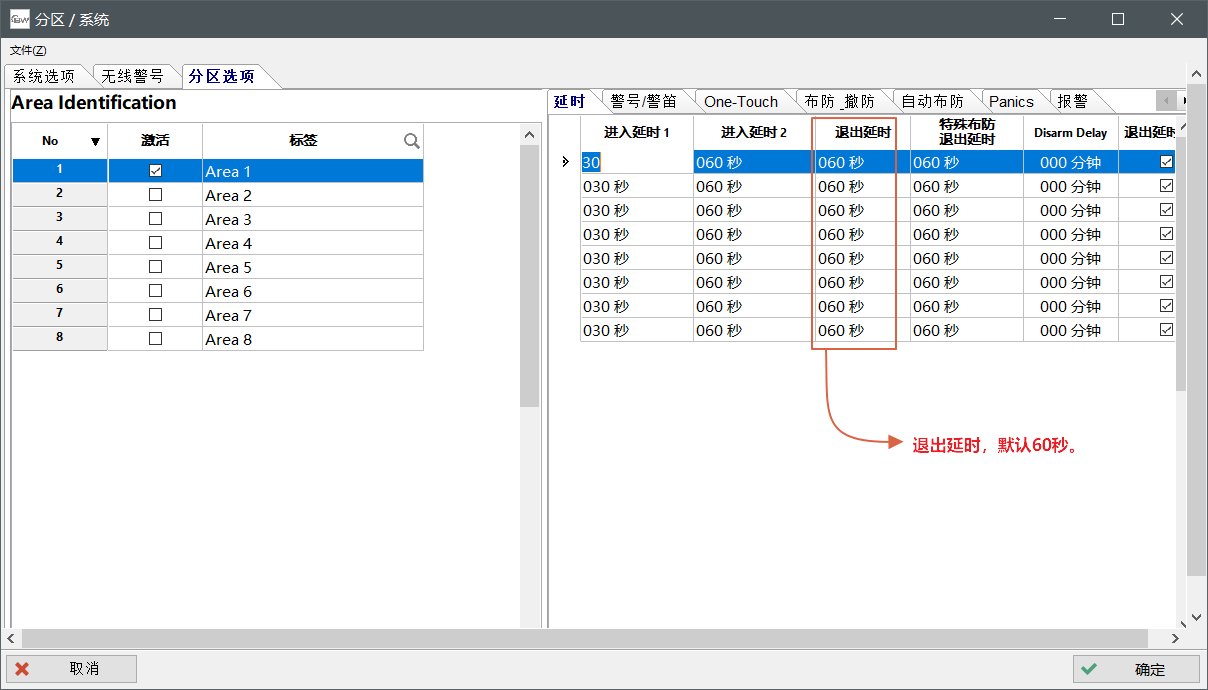 分区 / 系统
文件(Z)
系统选项 无线警号 分区选项
Area Identification
No 激活 标签
1 Area 1
2 Area 2
3 Area 3
4 Area 4
5 Area 5
6 Area 6
7 Area 7
8 Area 8
延时 警号/警笛 One-Touch 布防 _撤防 自动布防 Panics 报警
进入延时 1 进入延时 2 退出延时 特殊布防 退出延时 Disarm Delay 退出延时
30 060 秒 060 秒 060 秒 000 分钟
030 秒 060 秒 060 秒 060 秒 000 分钟
030 秒 060 秒 060 秒 060 秒 000 分钟
030 秒 060 秒 060 秒 060 秒 000 分钟
030 秒 060 秒 060 秒 060 秒 000 分钟
030 秒 060 秒 060 秒 060 秒 000 分钟
030 秒 060 秒 060 秒 060 秒 000 分钟
030 秒 060 秒 060 秒 060 秒 000 分钟
退出延时，默认60秒。
取消
确定